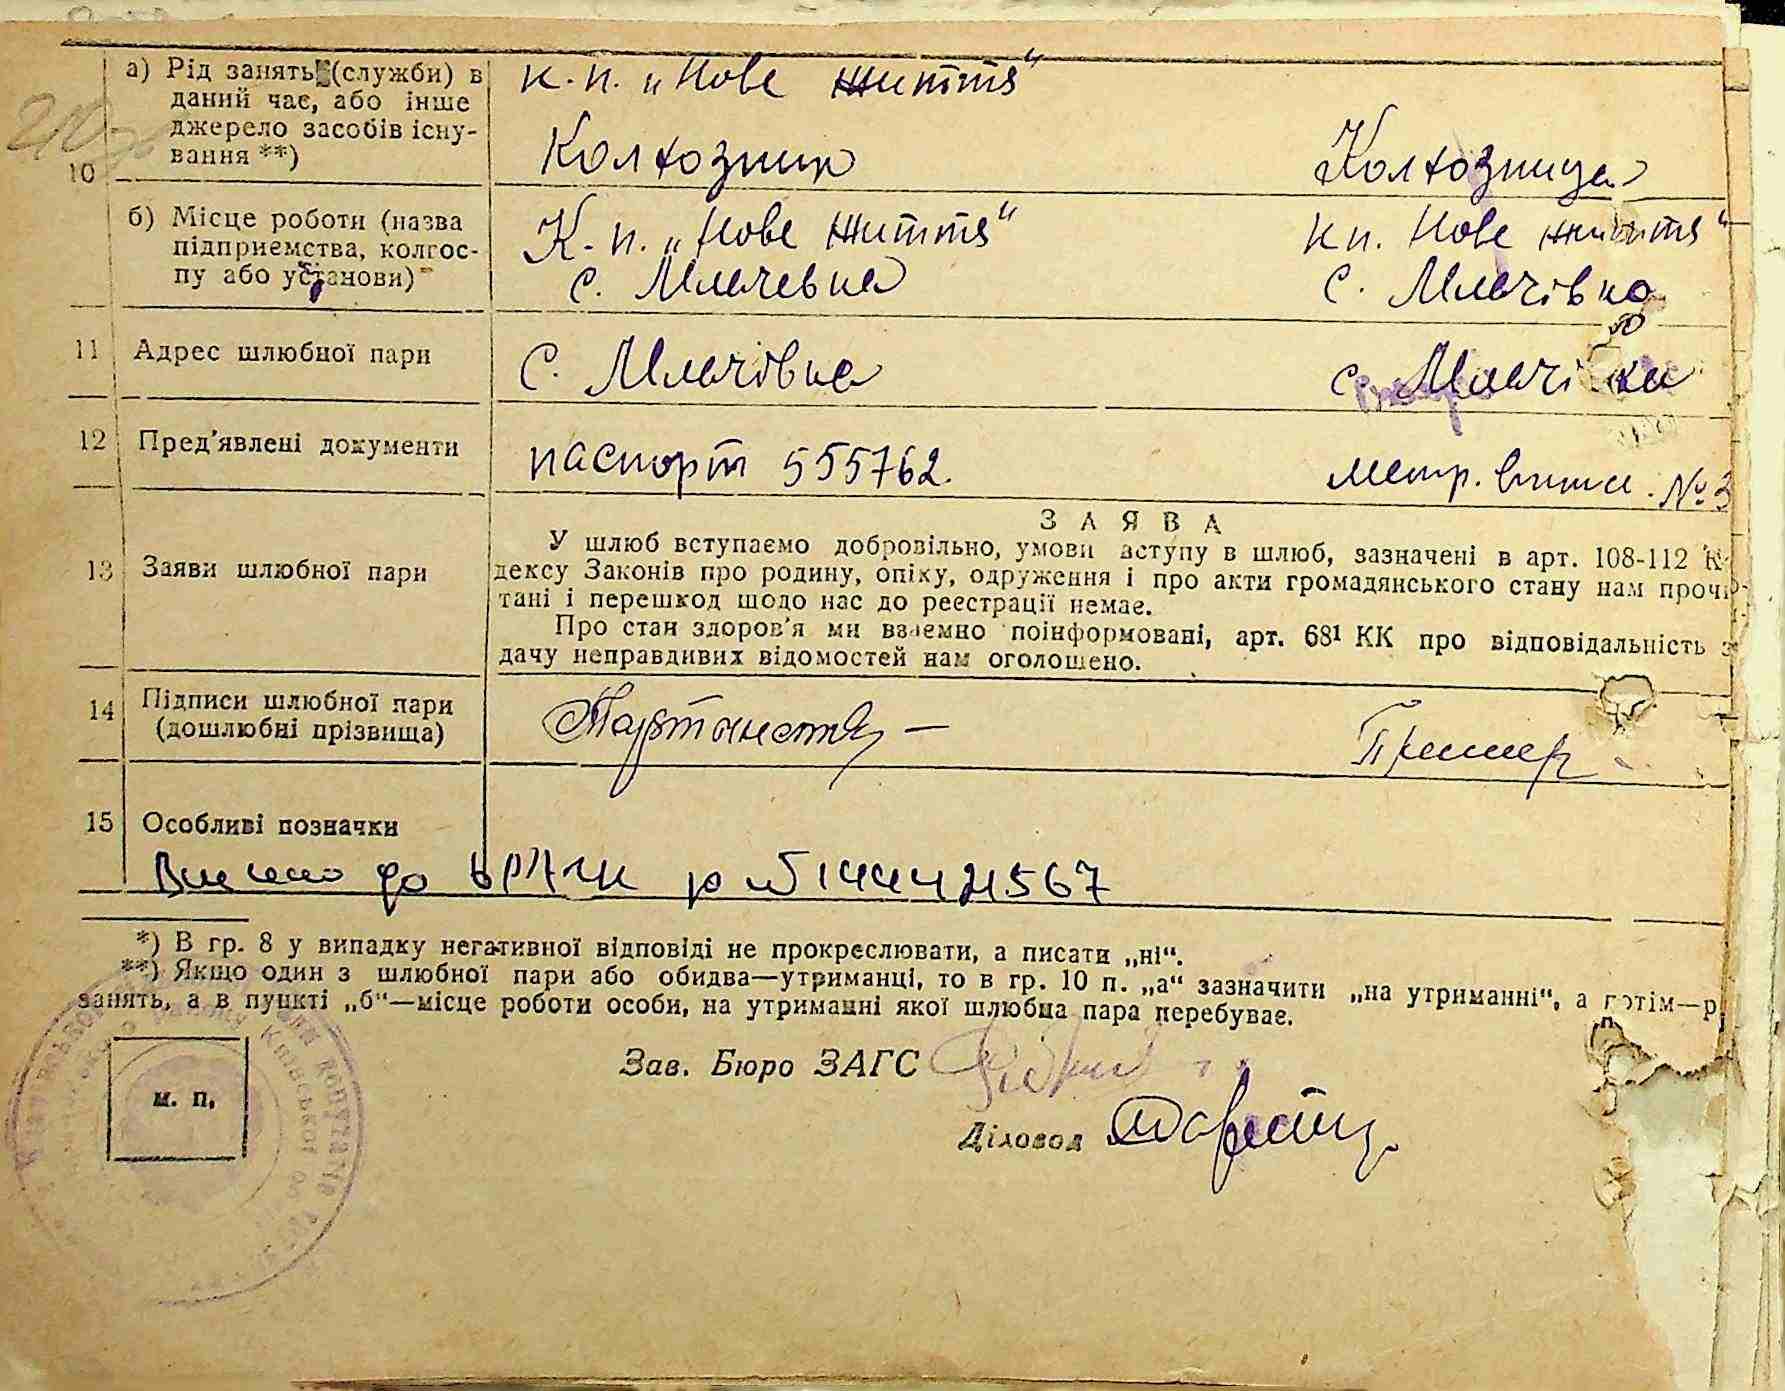 10
а) Рід занять (служби) в
даний час, або інше
джерело засобів існу-
вання **)
к. п. „Нове життя“
Колхозник
Колхозница
б) Місце роботи (назва
підприємства, колгос-
пу або установи)
К. п. „Нове життя“
с. Млачевка
кп. Нове життя“
с. Млачівка
11 Адрес шлюбної пари
с. Млачівка
с.
12 Пред'явлені документи
паспорт 555762.
метр. №3
13 Заяви шлюбної пари
ЗАЯВА
У шлюб вступаємо добровільно, умови вступу в шлюб, зазначені в арт. 108-112 К
дексу Законів про родину, опіку, одруження і про акти громадянського стану нам прочи
тані і перешкод щодо нас до реєстрації немає.
Про стан здоров'я ми взаємно поінформовані, арт. 68¹ КК про відповідальність з
дачу неправдивих відомостей нам оголошено.
14 Підписи шлюбної пари
(дошлюбні прізвища)
15 Особливі позначки
до
*) В гр. 8 у випадку негативної відповіді не прокреслювати, а писати „ні“.
**) Якщо один з шлюбної пари або обидва—утриманці, то в гр. 10 п. „а“ зазначити „на утриманні“, а потім—р
занять, а в пункті „б“—місце роботи особи, на утриманні якої шлюбна пара перебуває.
Зав. Бюро ЗАГС
м. п.
Діловод